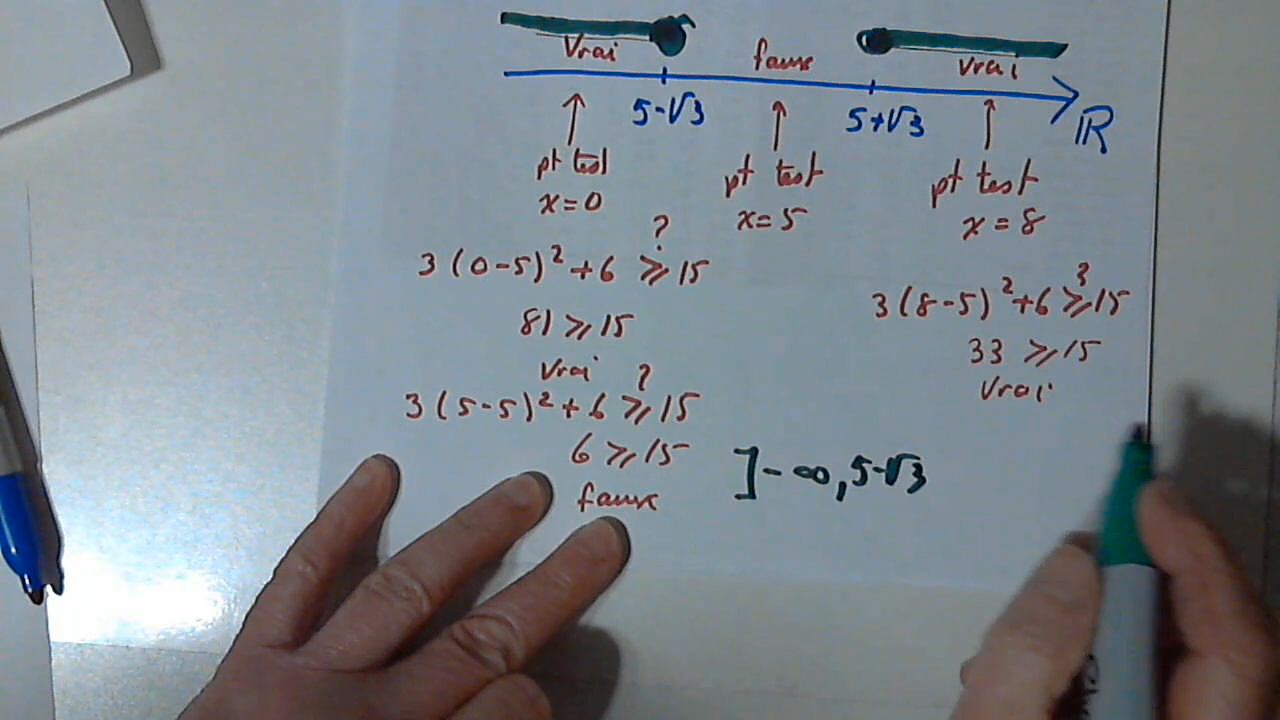 Vrai faux vrai
5-√3 5+√3 ℝ
pt test pt test pt test
x=0 x=5 x=8
3(0-5)²+6 ≥ 15 ?
81 ≥ 15
Vrai
3(5-5)²+6 ≥ 15 ?
6 ≥ 15
faux
3(8-5)²+6 ≥ 15 ?
33 ≥ 15
Vrai
]-∞,5-√3